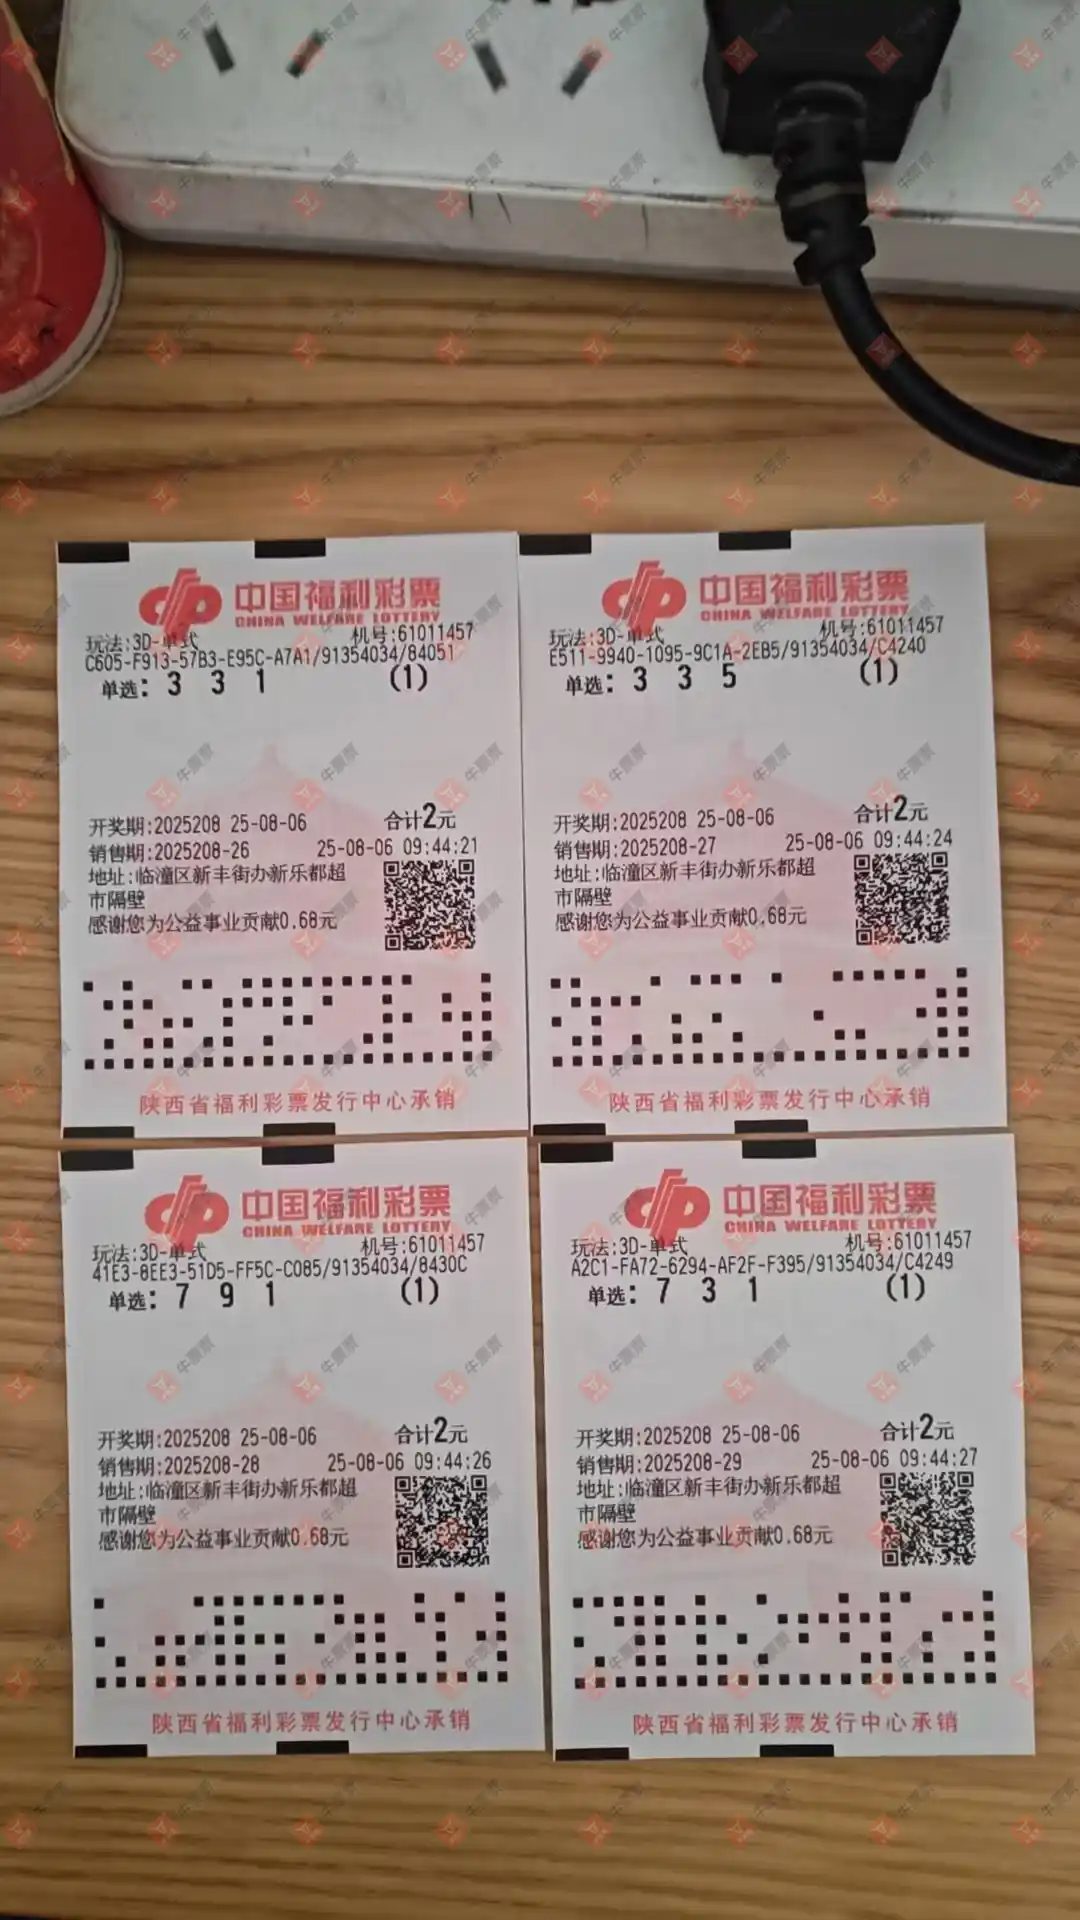 中国福利彩票
CHINA WELFARE LOTTERY
玩法:3D-单式 机号:61011457
C605-F913-57B3-E95C-A7A1/91354034/84051
单选: 3 3 1 (1)
开奖期:2025208 25-08-06 合计2元
销售期:2025208-26 25-08-06 09:44:21
地址:临潼区新丰街办新乐都超
市隔壁
感谢您为公益事业贡献0.68元
陕西省福利彩票发行中心承销
中国福利彩票
CHINA WELFARE LOTTERY
玩法:3D-单式 机号:61011457
E511-9940-1095-9C1A-2EB5/91354034/C4240
单选: 3 3 5 (1)
开奖期:2025208 25-08-06 合计2元
销售期:2025208-27 25-08-06 09:44:24
地址:临潼区新丰街办新乐都超
市隔壁
感谢您为公益事业贡献0.68元
陕西省福利彩票发行中心承销
中国福利彩票
CHINA WELFARE LOTTERY
玩法:3D-单式 机号:61011457
41E3-8EE3-51D5-FF5C-C085/91354034/8430C
单选: 7 9 1 (1)
开奖期:2025208 25-08-06 合计2元
销售期:2025208-28 25-08-06 09:44:26
地址:临潼区新丰街办新乐都超
市隔壁
感谢您为公益事业贡献0.68元
陕西省福利彩票发行中心承销
中国福利彩票
CHINA WELFARE LOTTERY
玩法:3D-单式 机号:61011457
A2C1-FA72-6294-AF2F-F395/91354034/C4249
单选: 7 3 1 (1)
开奖期:2025208 25-08-06 合计2元
销售期:2025208-29 25-08-06 09:44:27
地址:临潼区新丰街办新乐都超
市隔壁
感谢您为公益事业贡献0.68元
陕西省福利彩票发行中心承销